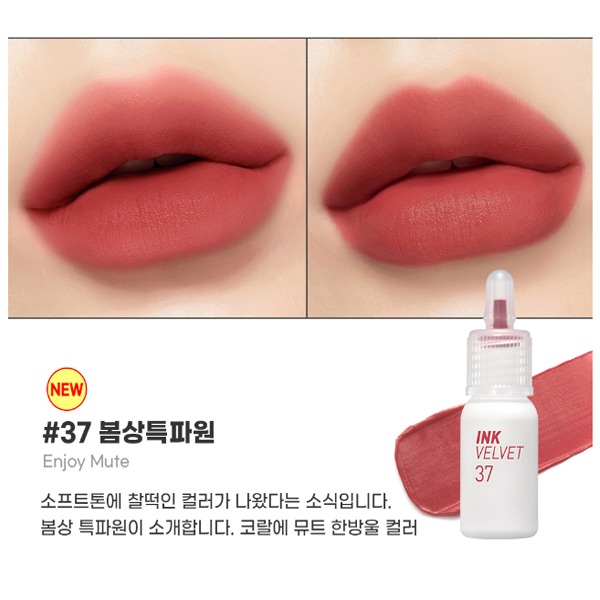 NEW
#37 봄상특파원
Enjoy Mute
소프트톤에 찰떡인 컬러가 나왔다는 소식입니다.
봄상 특파원이 소개합니다. 코랄에 뮤트 한방울 컬러
INK
VELVET
37